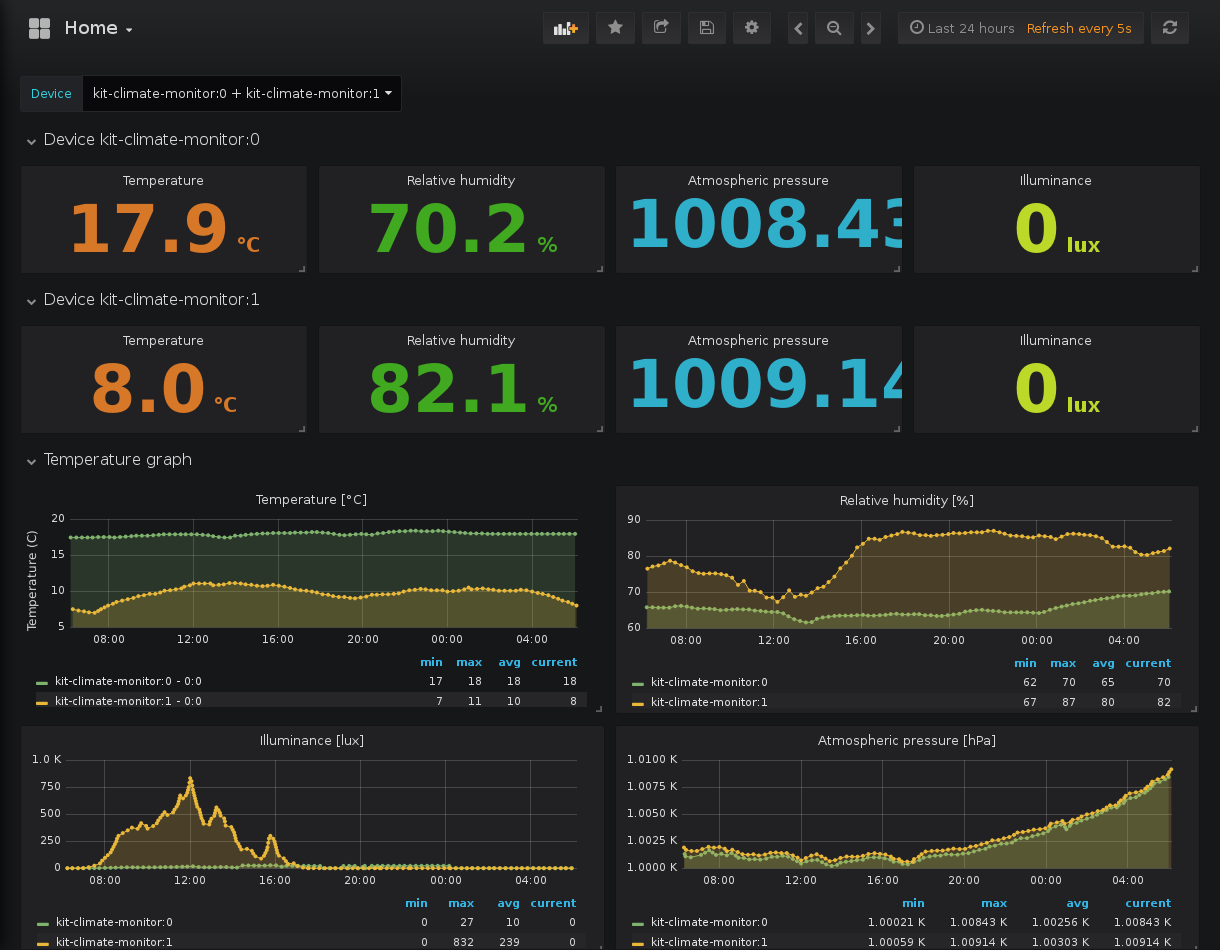 Home
Last 24 hours Refresh every 5s
Device kit-climate-monitor:0 + kit-climate-monitor:1
Device kit-climate-monitor:0
Temperature Relative humidity Atmospheric pressure Illuminance
17.9 °C 70.2 % 1008.43 0 lux
Device kit-climate-monitor:1
Temperature Relative humidity Atmospheric pressure Illuminance
8.0 °C 82.1 % 1009.14 0 lux
Temperature graph
Temperature [°C]
Temperature (C)
20
15
10
5
08:00 12:00 16:00 20:00 00:00 04:00
min max avg current
kit-climate-monitor:0 - 0:0 17 18 18 18
kit-climate-monitor:1 - 0:0 7 11 10 8
Relative humidity [%]
90
80
70
60
08:00 12:00 16:00 20:00 00:00 04:00
min max avg current
kit-climate-monitor:0 62 70 65 70
kit-climate-monitor:1 67 87 80 82
Illuminance [lux]
1.0 K
750
500
250
0
08:00 12:00 16:00 20:00 00:00 04:00
min max avg current
kit-climate-monitor:0 0 27 10 0
kit-climate-monitor:1 0 832 239 0
Atmospheric pressure [hPa]
1.0100 K
1.0075 K
1.0050 K
1.0025 K
1.0000 K
08:00 12:00 16:00 20:00 00:00 04:00
min max avg current
kit-climate-monitor:0 1.00021 K 1.00843 K 1.00256 K 1.00843 K
kit-climate-monitor:1 1.00059 K 1.00914 K 1.00303 K 1.00914 K